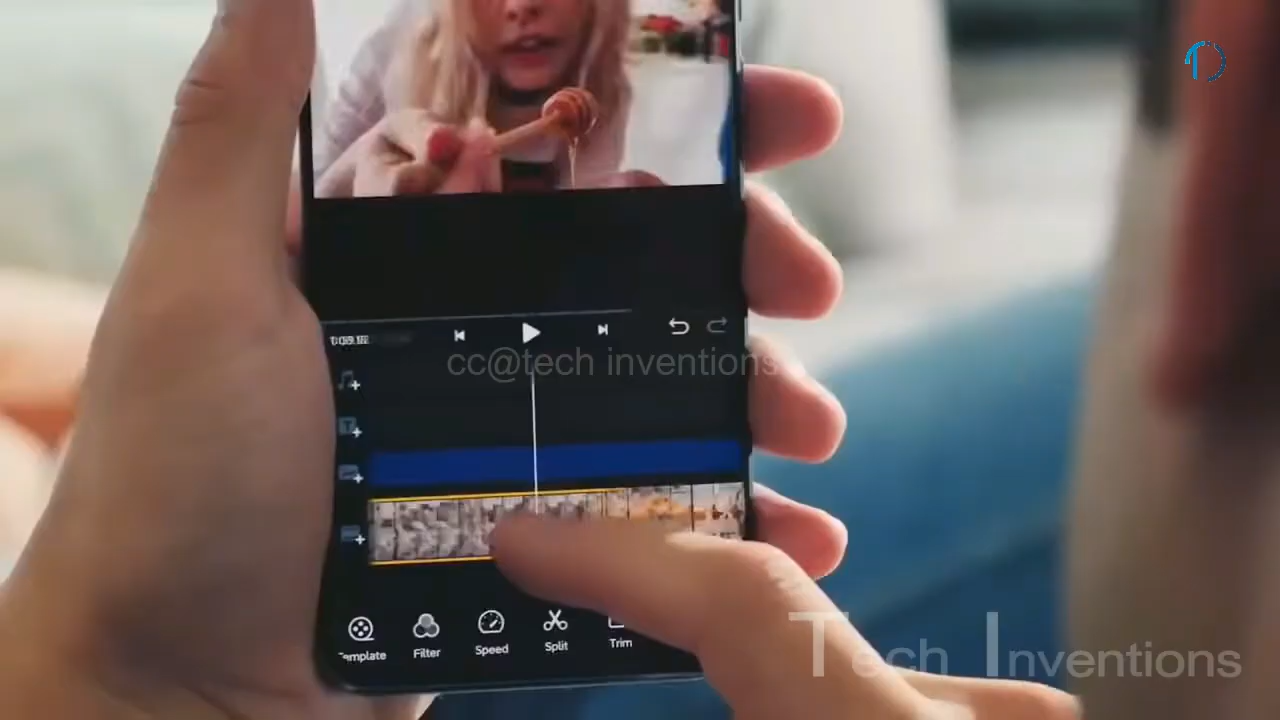 cc@tech inventions
Template
Filter
Speed
Split
Trim
Tech Inventions